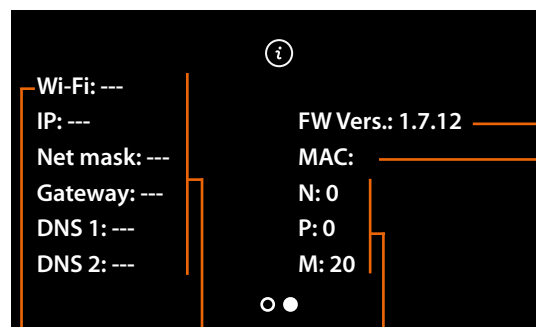 i
Wi-Fi: ---
IP: ---
Net mask: ---
Gateway: ---
DNS 1: ---
DNS 2: ---
FW Vers.: 1.7.12
MAC:
N: 0
P: 0
M: 20